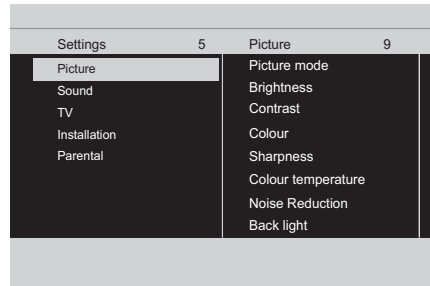 Settings 5
Picture
Sound
TV
Installation
Parental
Picture 9
Picture mode
Brightness
Contrast
Colour
Sharpness
Colour temperature
Noise Reduction
Back light